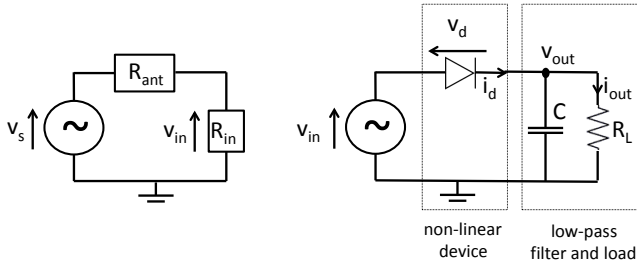 R_ant
v_s
v_in
R_in
v_in
v_d
i_d
v_out
i_out
C
R_L
non-linear
device
low-pass
filter and load